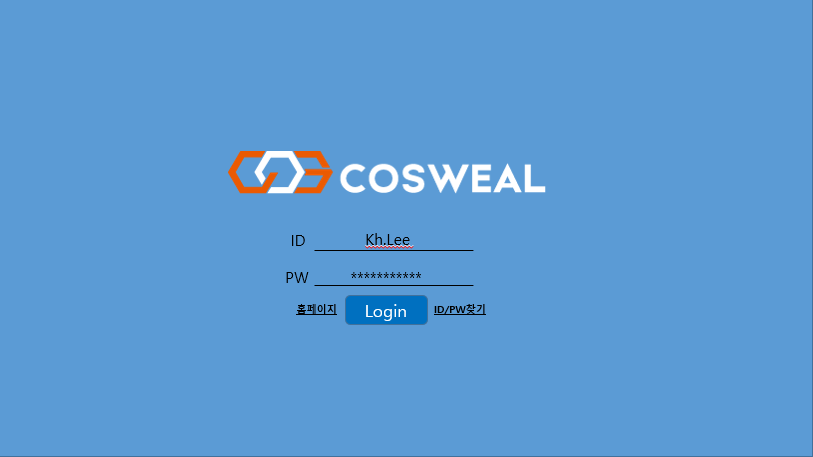 COSWEAL
ID Kh.Lee
PW ***********
홈페이지 Login ID/PW찾기